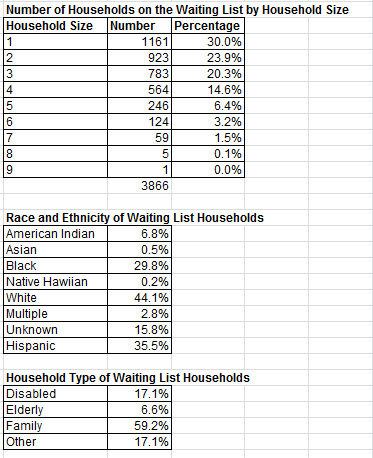 Number of Households on the Waiting List by Household Size
Household Size Number Percentage
1 1161 30.0%
2 923 23.9%
3 783 20.3%
4 564 14.6%
5 246 6.4%
6 124 3.2%
7 59 1.5%
8 5 0.1%
9 1 0.0%
3866
Race and Ethnicity of Waiting List Households
American Indian 6.8%
Asian 0.5%
Black 29.8%
Native Hawiian 0.2%
White 44.1%
Multiple 2.8%
Unknown 15.8%
Hispanic 35.5%
Household Type of Waiting List Households
Disabled 17.1%
Elderly 6.6%
Family 59.2%
Other 17.1%